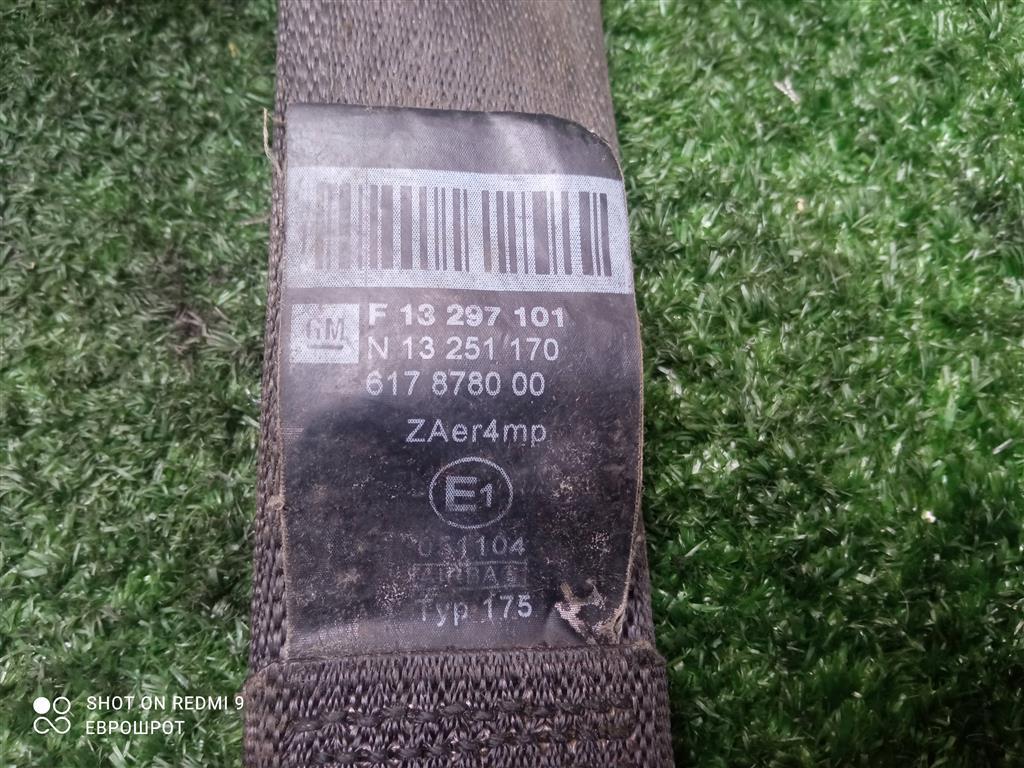 GM
F 13 297 101
N 13 251 170
617 8780 00
ZAer4mp
E1
051104
AIRBAG
Typ 175
SHOT ON REDMI 9
ЕВРОШРОТ